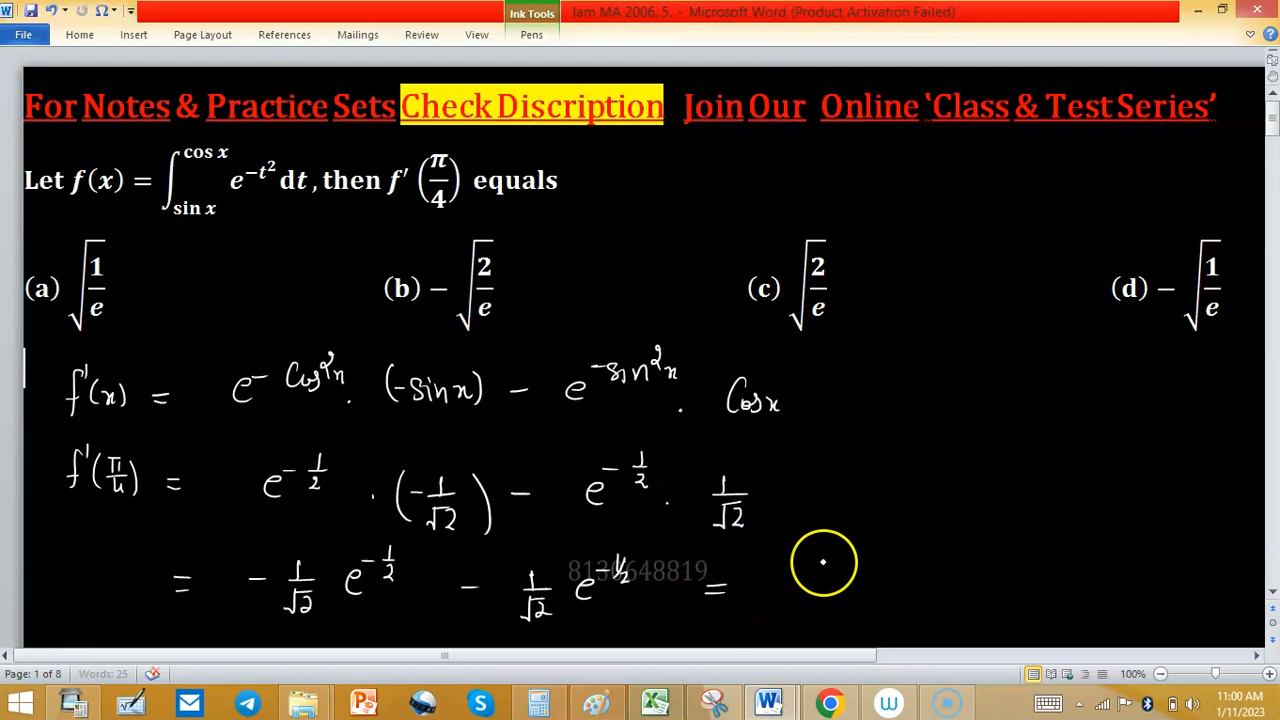 Ink Tools
Jam MA 2006, 5. - Microsoft Word (Product Activation Failed)
File Home Insert Page Layout References Mailings Review View Pens
For Notes & Practice Sets Check Discription Join Our Online 'Class & Test Series'
Let f(x) = ∫_{sin x}^{cos x} e^{-t²} dt , then f′(π/4) equals
(a) √(1/e) (b) −√(2/e) (c) √(2/e) (d) −√(1/e)
f'(x) = e^{-Cos²x} . (-Sinx) - e^{-sin²x} . Cosx
f'(π/4) = e^{-1/2} . (-1/√2) - e^{-1/2} . 1/√2
= - 1/√2 e^{-1/2} - 1/√2 e^{-1/2} =
8130648819
Page: 1 of 8 Words: 25 100%
11:00 AM
1/11/2023